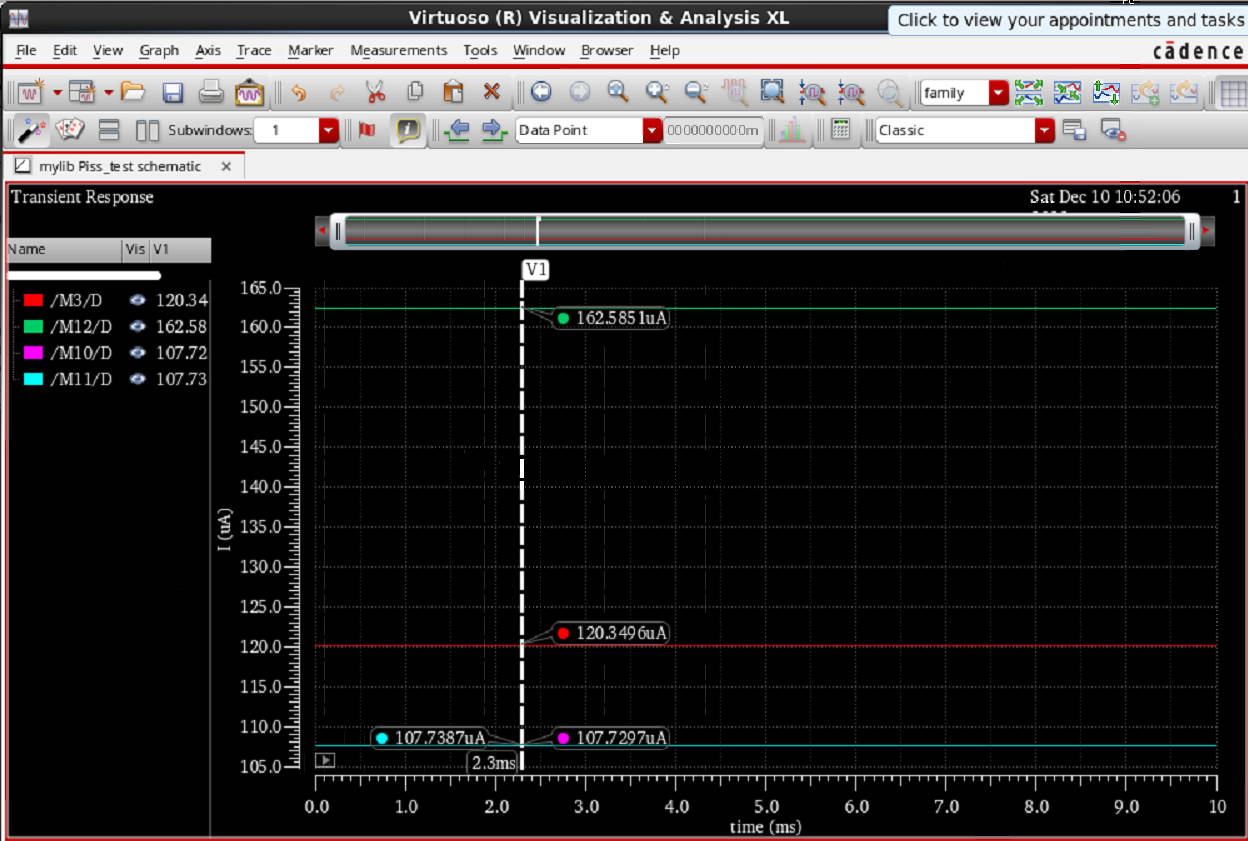 Virtuoso (R) Visualization & Analysis XL
Click to view your appointments and tasks
File Edit View Graph Axis Trace Marker Measurements Tools Window Browser Help
cādence
family
Subwindows: 1
Data Point
0000000000m
Classic
mylib Piss_test schematic
Transient Response
Sat Dec 10 10:52:06
1
Name Vis V1
V1
/M3/D 120.34
/M12/D 162.58
/M10/D 107.72
/M11/D 107.73
165.0
162.5851uA
160.0
155.0
150.0
145.0
140.0
135.0
130.0
125.0
120.3496uA
120.0
115.0
110.0
107.7387uA
107.7297uA
105.0
2.3ms
I (uA)
0.0 1.0 2.0 3.0 4.0 5.0 6.0 7.0 8.0 9.0 10
time (ms)